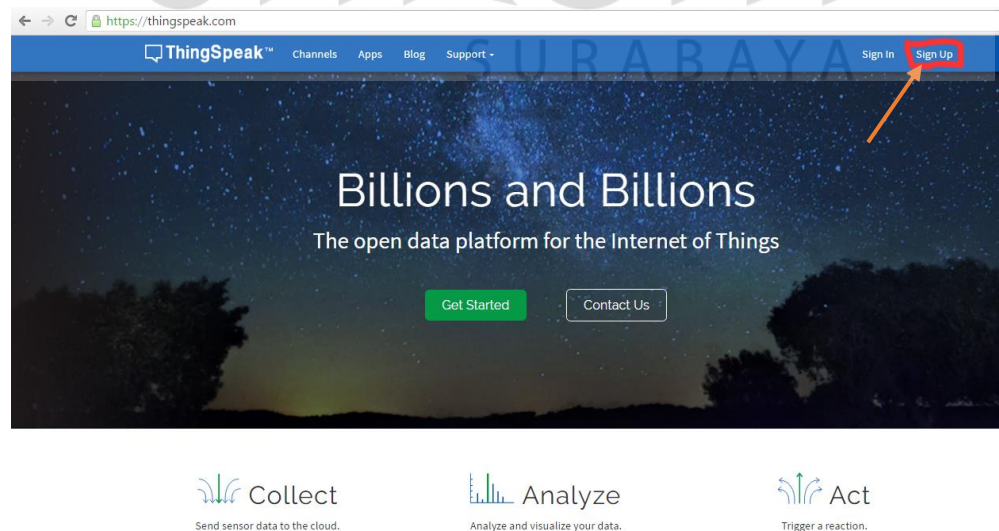 https://thingspeak.com
ThingSpeak™ Channels Apps Blog Support Sign In Sign Up
SURABAYA
Billions and Billions
The open data platform for the Internet of Things
Get Started Contact Us
Collect Analyze Act
Send sensor data to the cloud. Analyze and visualize your data. Trigger a reaction.